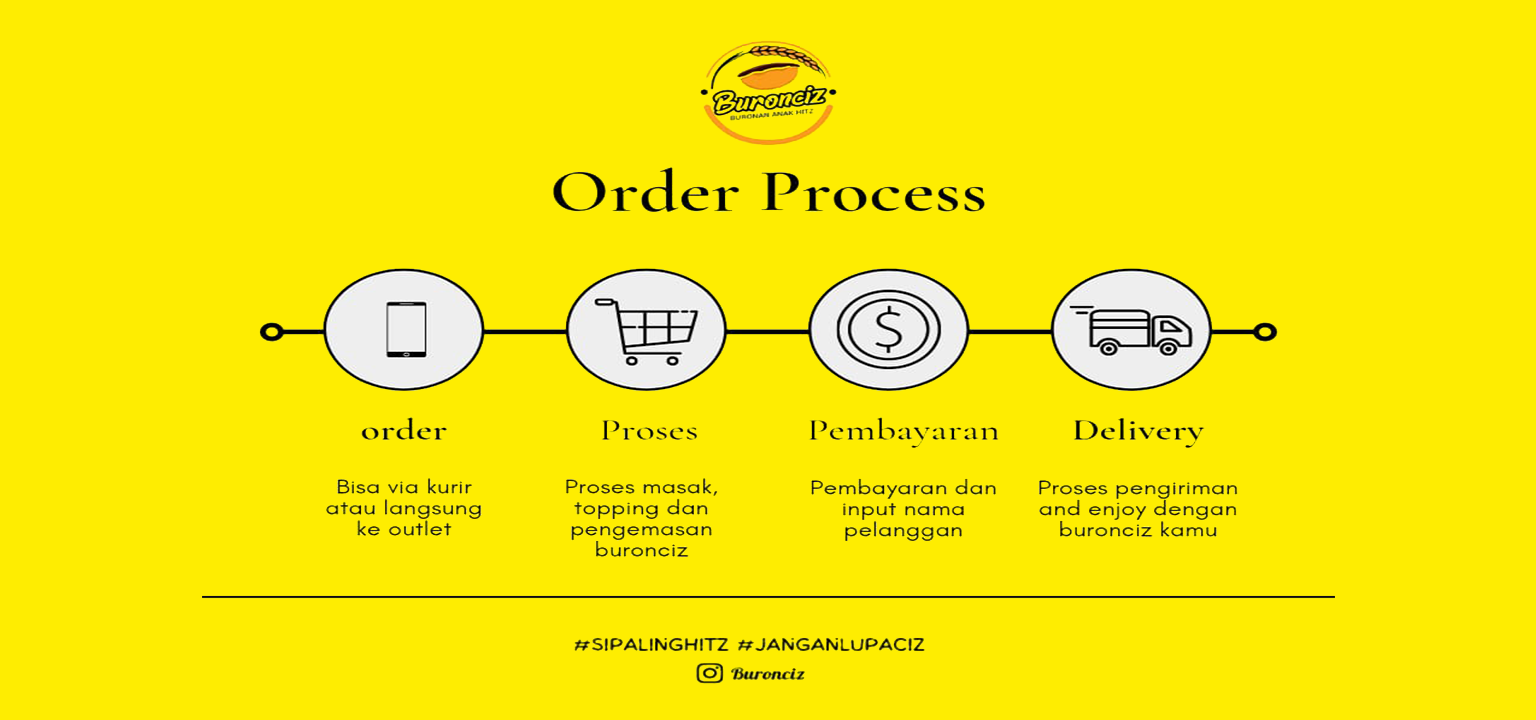 Buronciz
BURONAN ANAK HITZ
Order Process
$
order
Bisa via kurir
atau langsung
ke outlet
Proses
Proses masak,
topping dan
pengemasan
buronciz
Pembayaran
Pembayaran dan
input nama
pelanggan
Delivery
Proses pengiriman
and enjoy dengan
buronciz kamu
#SIPALINGHITZ #JANGANLUPACIZ
Buronciz